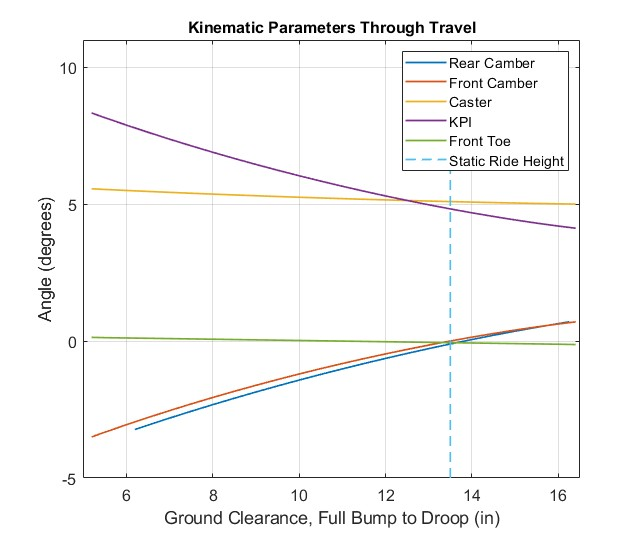 Kinematic Parameters Through Travel
10
5
0
-5
Angle (degrees)
Rear Camber
Front Camber
Caster
KPI
Front Toe
Static Ride Height
6 8 10 12 14 16
Ground Clearance, Full Bump to Droop (in)